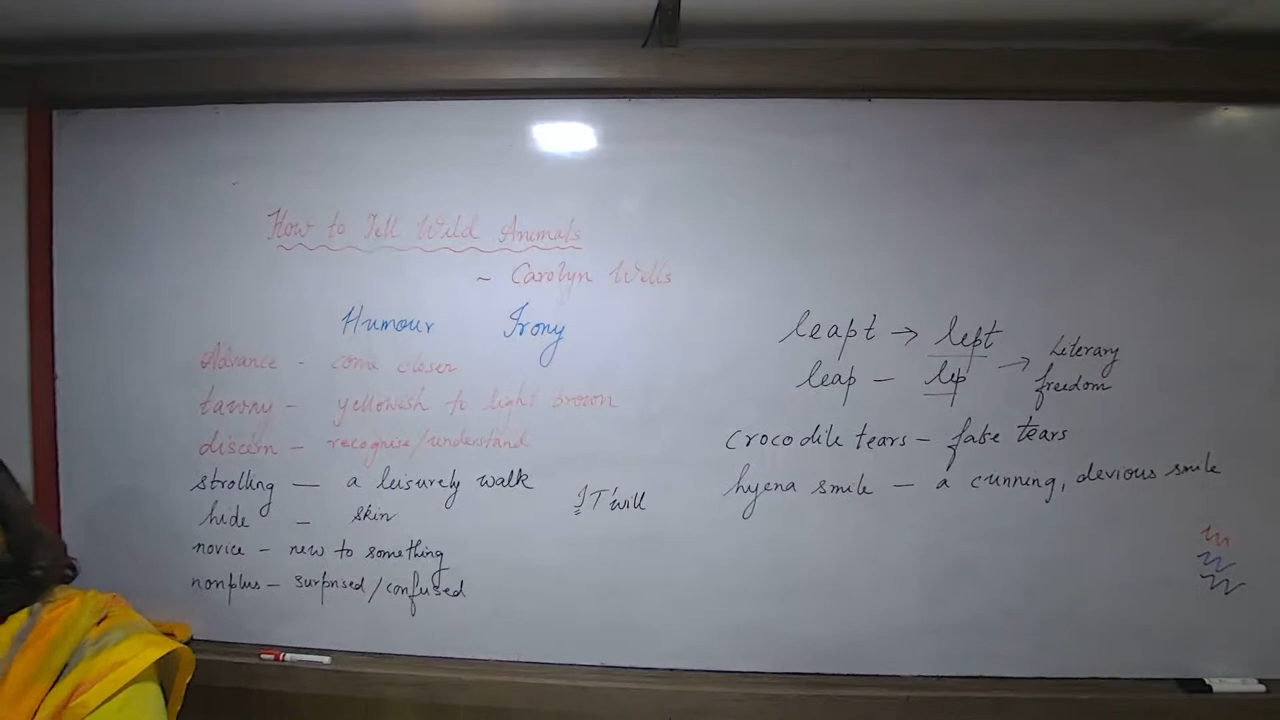 How to Tell Wild Animals
~ Carolyn Wells
Humour Irony
Advance - come closer
tawny - yellowish to light brown
discern - recognise/understand
strolling — a leisurely walk
hide - skin
novice - new to something
nonplus - surprised/confused
IT'will
leapt → lept
leap - lep → Literary freedom
crocodile tears - fake tears
hyena smile - a cunning, devious smile